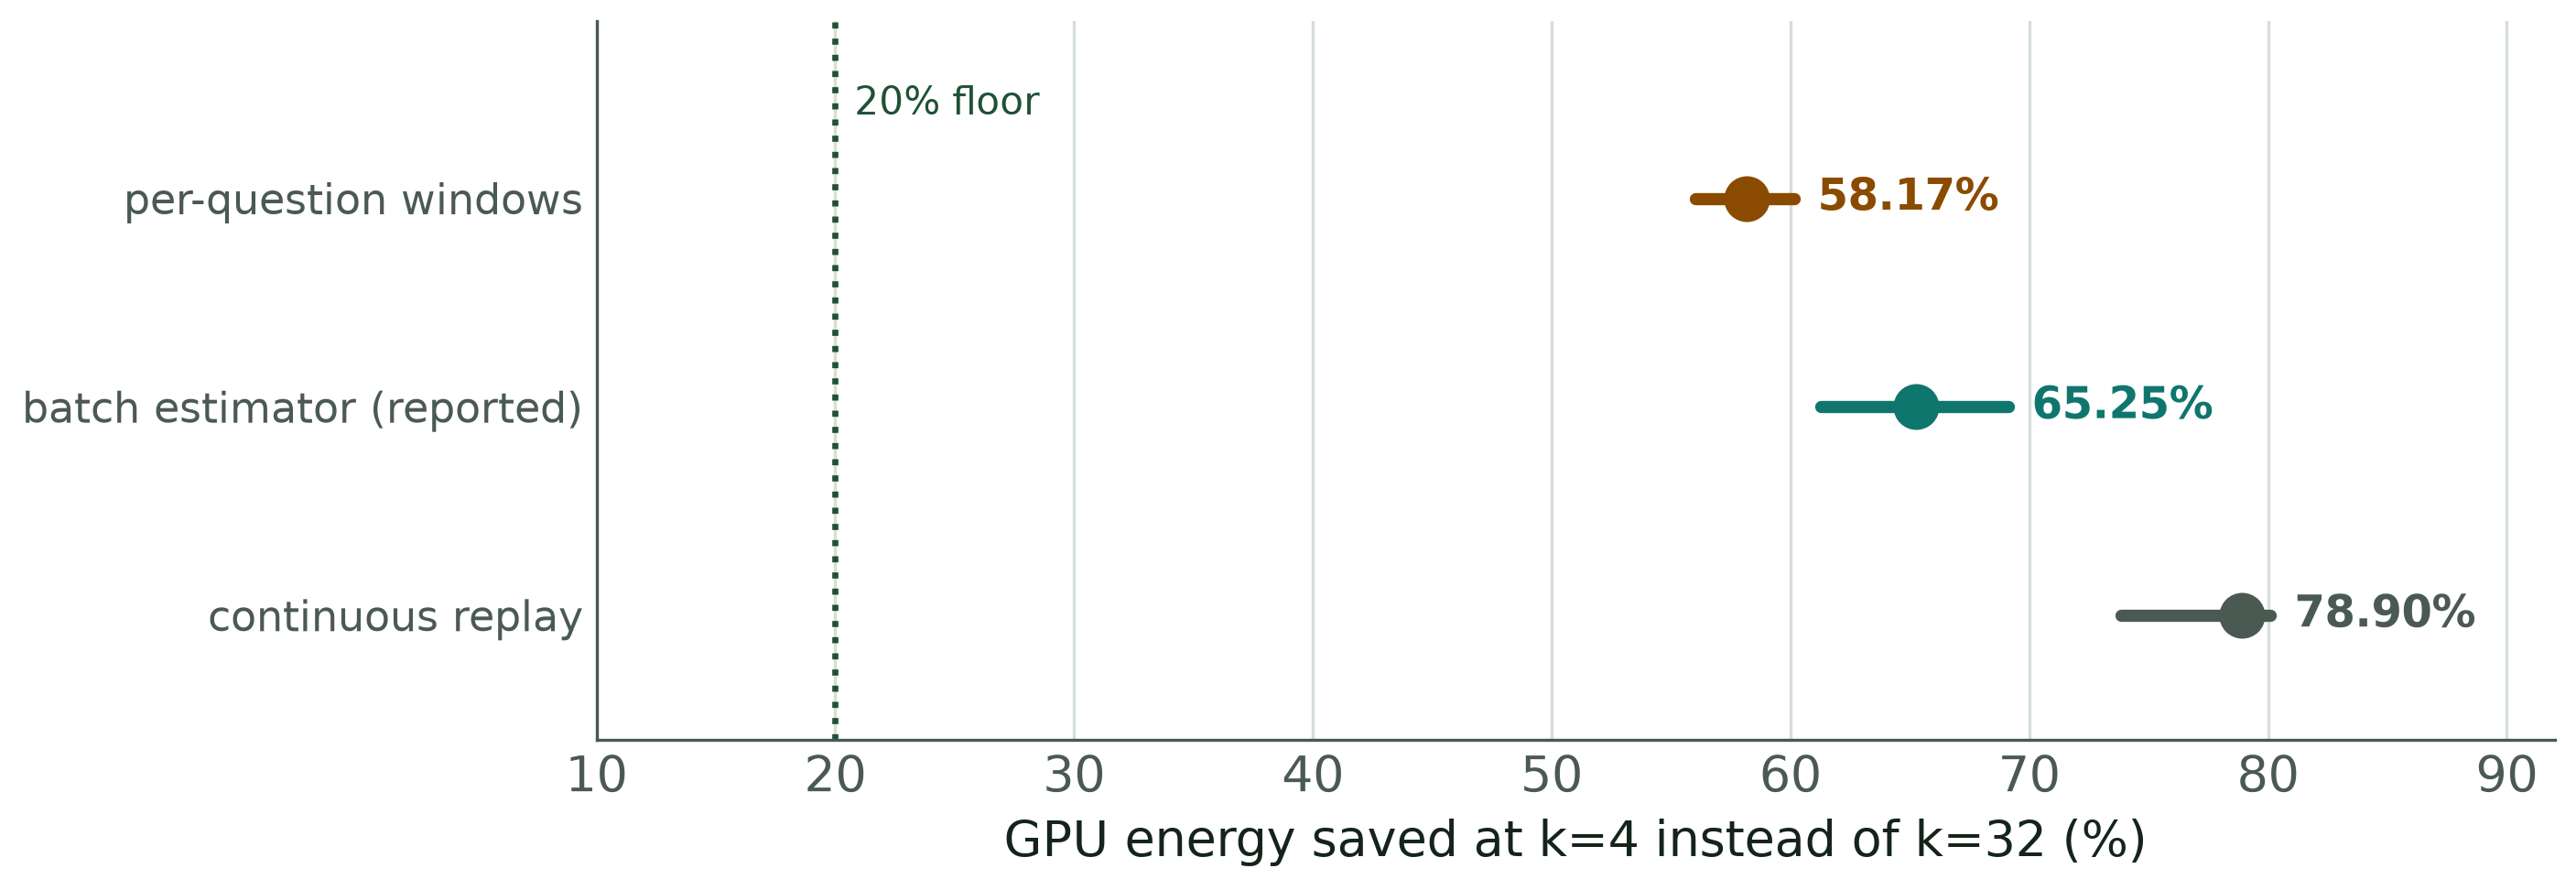 20% floor
per-question windows
58.17%
batch estimator (reported)
65.25%
continuous replay
78.90%
10 20 30 40 50 60 70 80 90
GPU energy saved at k=4 instead of k=32 (%)